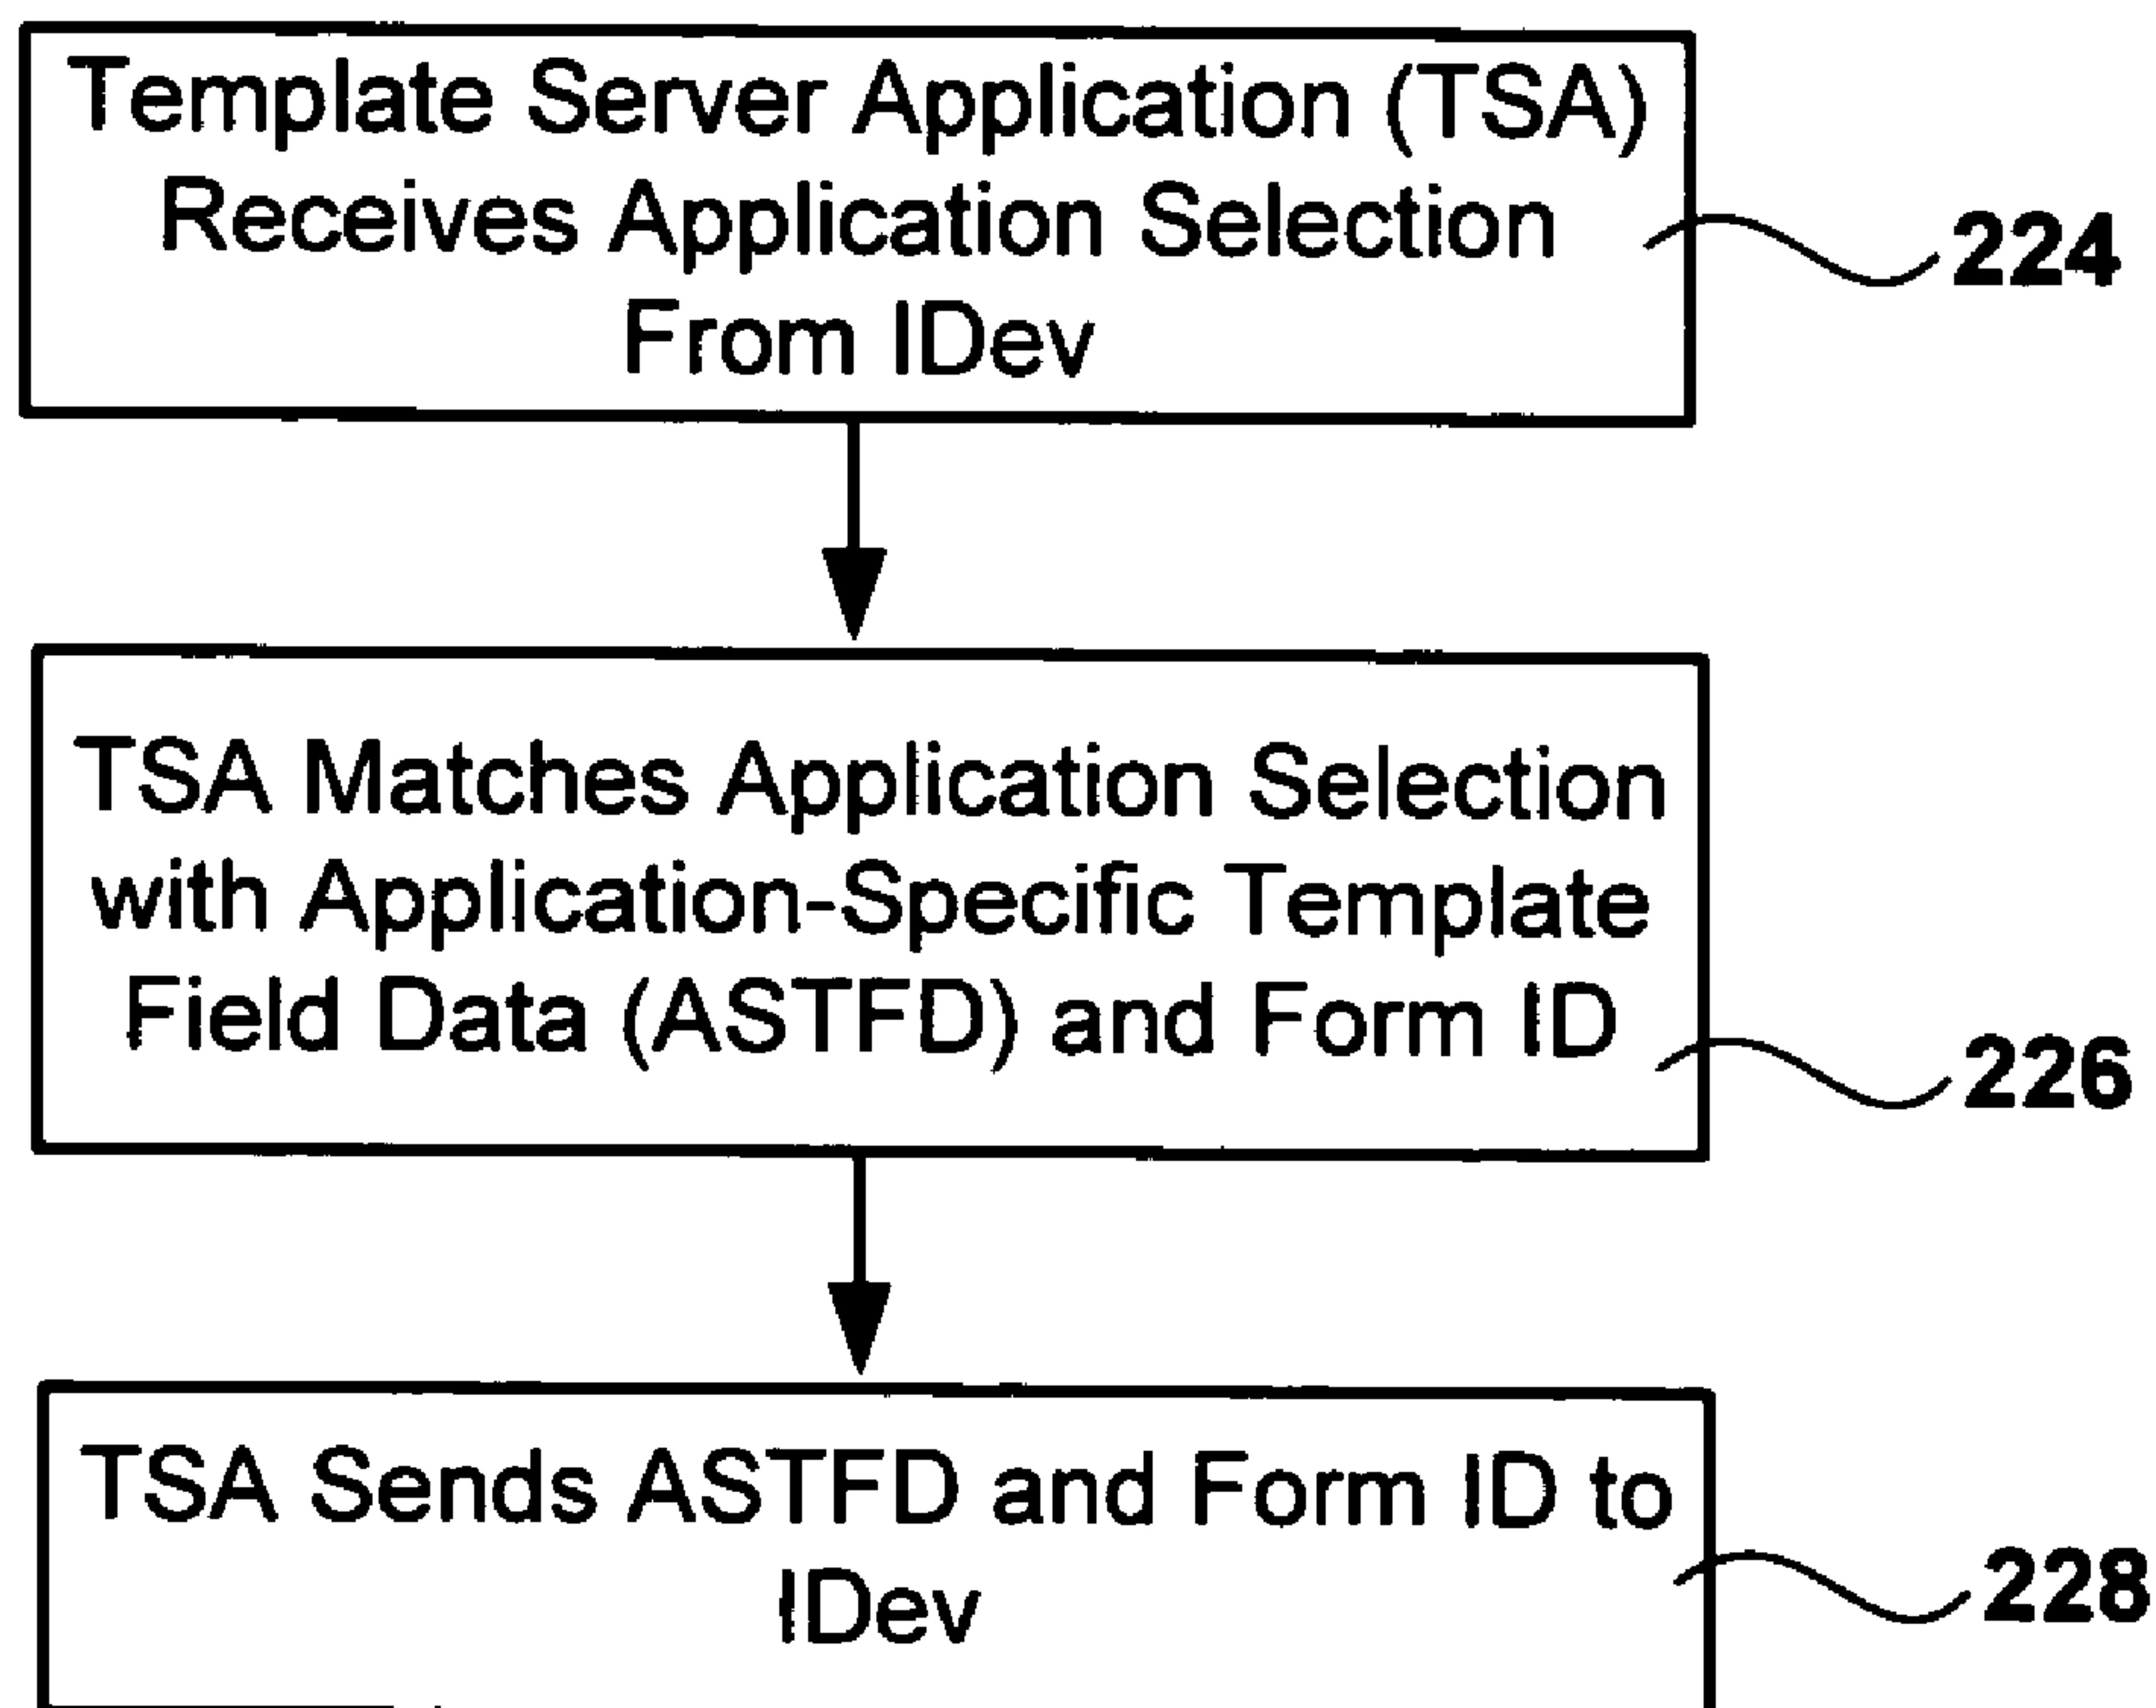 Template Server Application (TSA)
Receives Application Selection
From IDev
224
TSA Matches Application Selection
with Application-Specific Template
Field Data (ASTFD) and Form ID
226
TSA Sends ASTFD and Form ID to
IDev
228